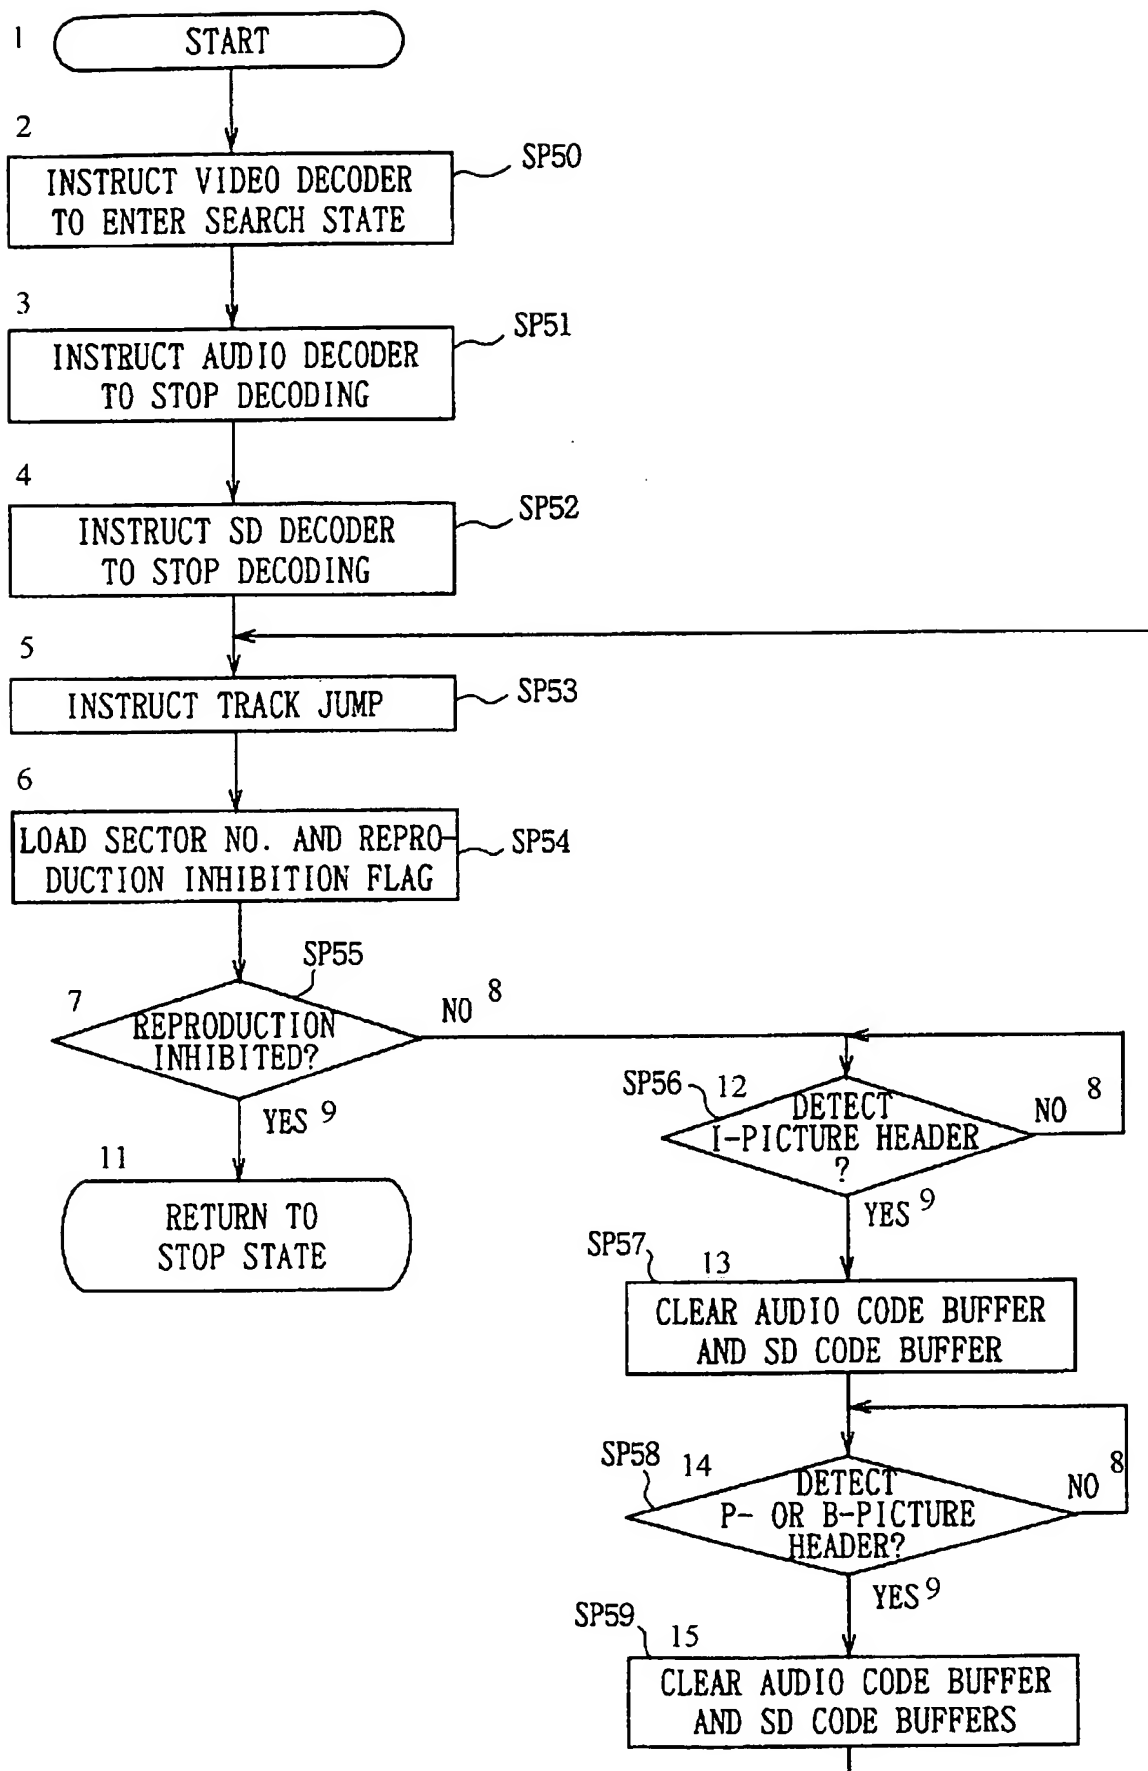 1
START
2
SP50
INSTRUCT VIDEO DECODER
TO ENTER SEARCH STATE
3
SP51
INSTRUCT AUDIO DECODER
TO STOP DECODING
4
SP52
INSTRUCT SD DECODER
TO STOP DECODING
5
SP53
INSTRUCT TRACK JUMP
6
LOAD SECTOR NO. AND REPRO-
DUCTION INHIBITION FLAG
SP54
SP55
7
REPRODUCTION
INHIBITED?
NO 8
YES 9
11
RETURN TO
STOP STATE
SP56
12
DETECT
I-PICTURE HEADER
?
NO 8
YES 9
SP57
13
CLEAR AUDIO CODE BUFFER
AND SD CODE BUFFER
SP58
14
DETECT
P- OR B-PICTURE
HEADER?
NO 8
YES 9
SP59
15
CLEAR AUDIO CODE BUFFER
AND SD CODE BUFFERS